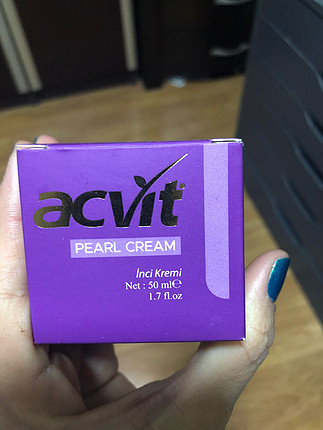 acvit
PEARL CREAM
İnci Kremi
Net : 50 ml℮
1.7 fl.oz